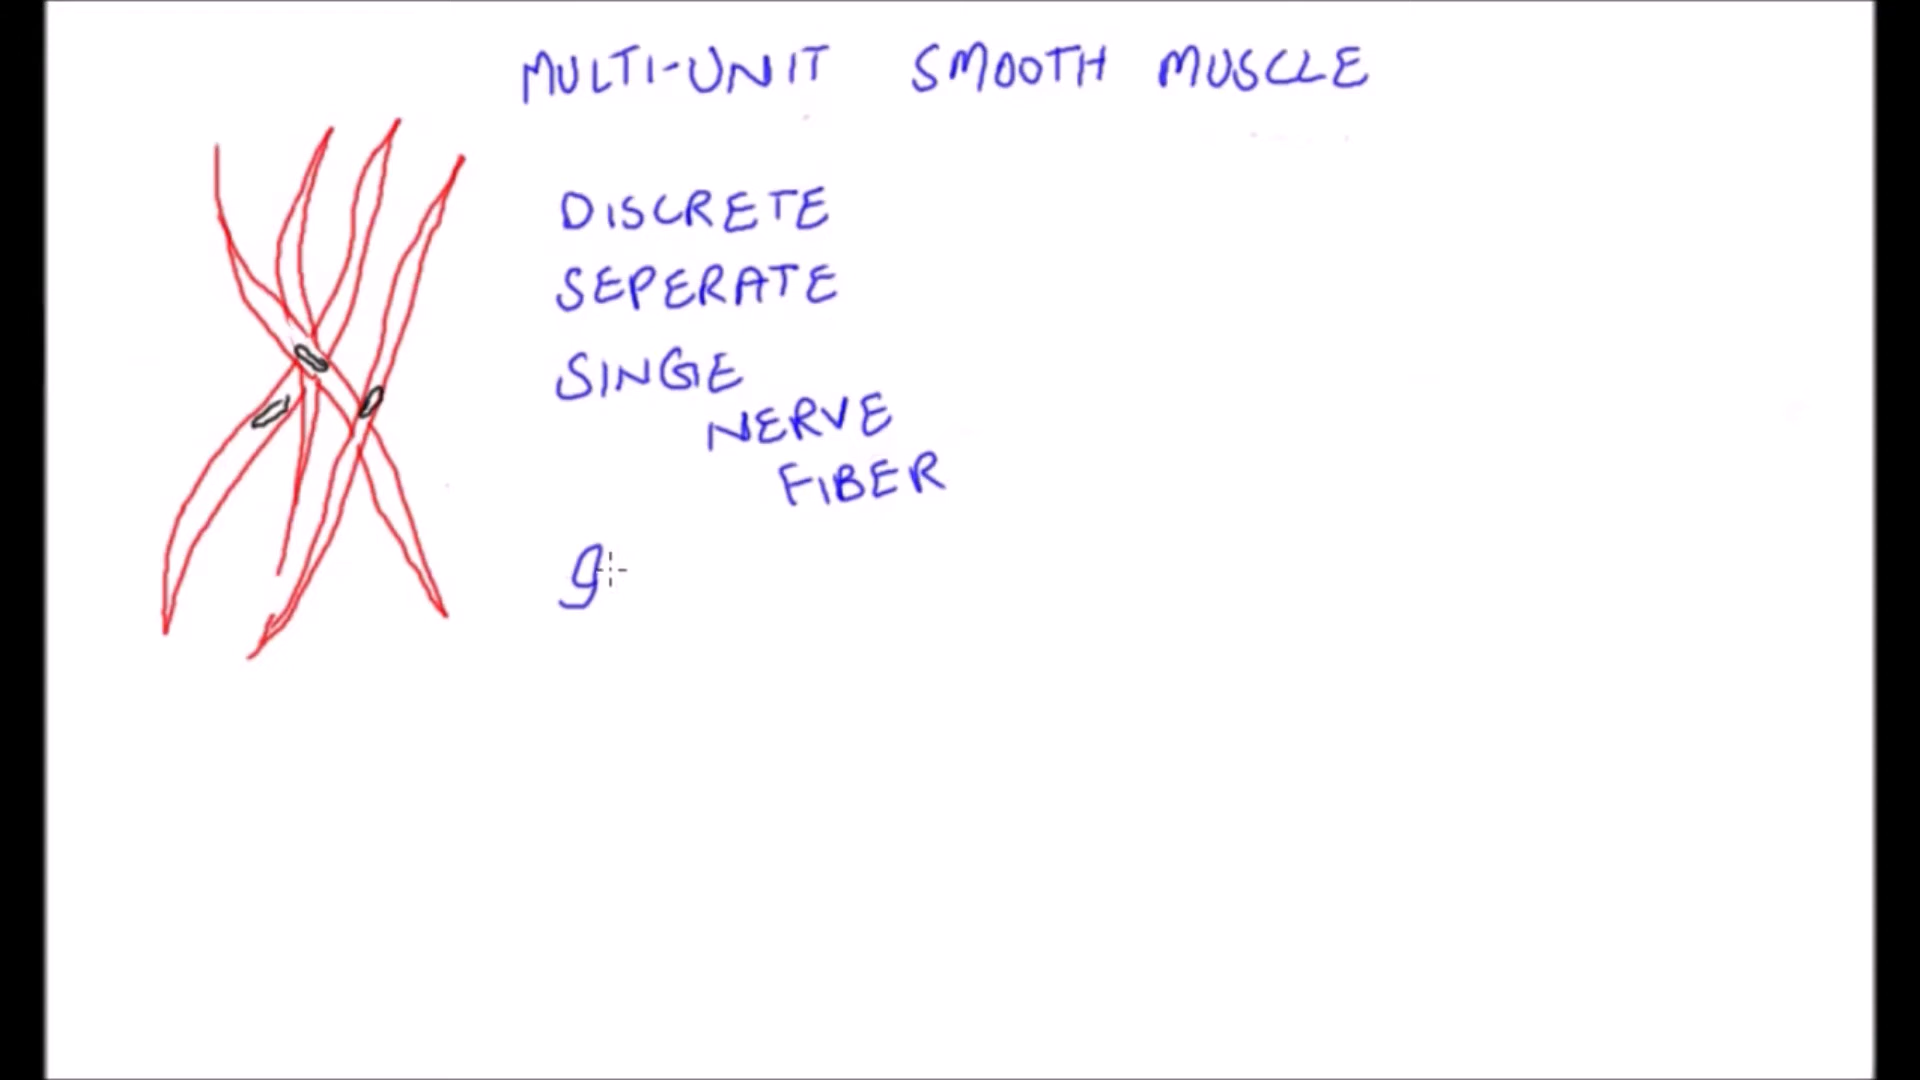 MULTI-UNIT SMOOTH MUSCLE
DISCRETE
SEPERATE
SINGE
NERVE
FIBER
g